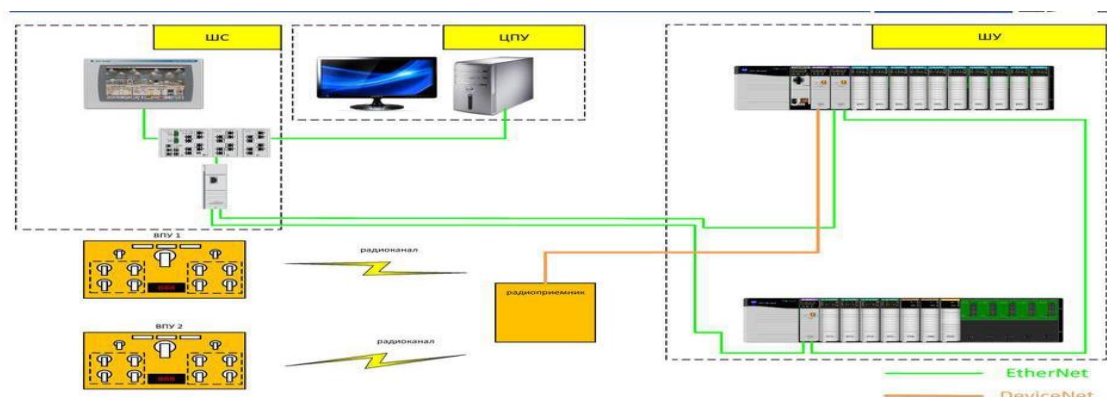 ШС
ЦПУ
ШУ
ВПУ 1
радиоканал
радиоприемник
ВПУ 2
радиоканал
EtherNet
DeviceNet